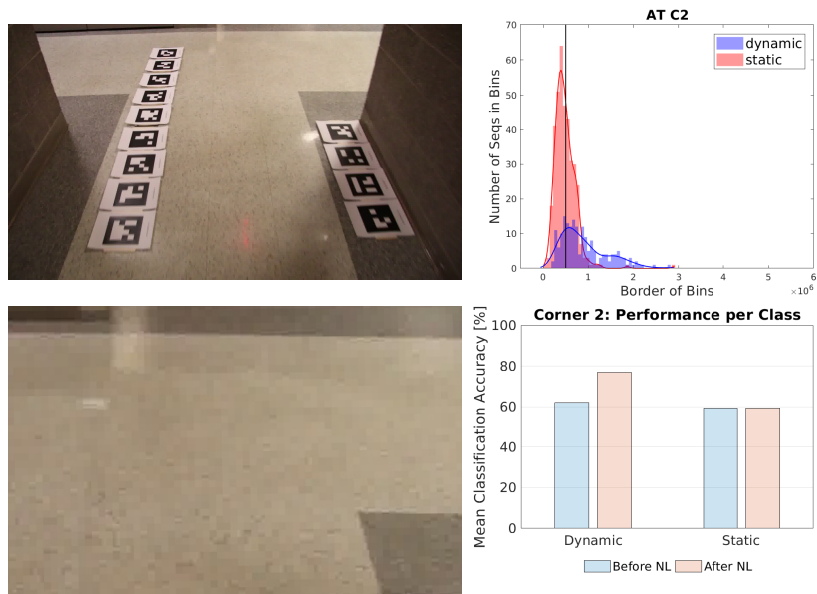 AT C2
Number of Seqs in Bins
70
60
50
40
30
20
10
0
dynamic
static
0
1
2
3
4
5
6
×10⁶
Border of Bins
Corner 2: Performance per Class
Mean Classification Accuracy [%]
100
80
60
40
20
0
Dynamic
Static
Before NL
After NL